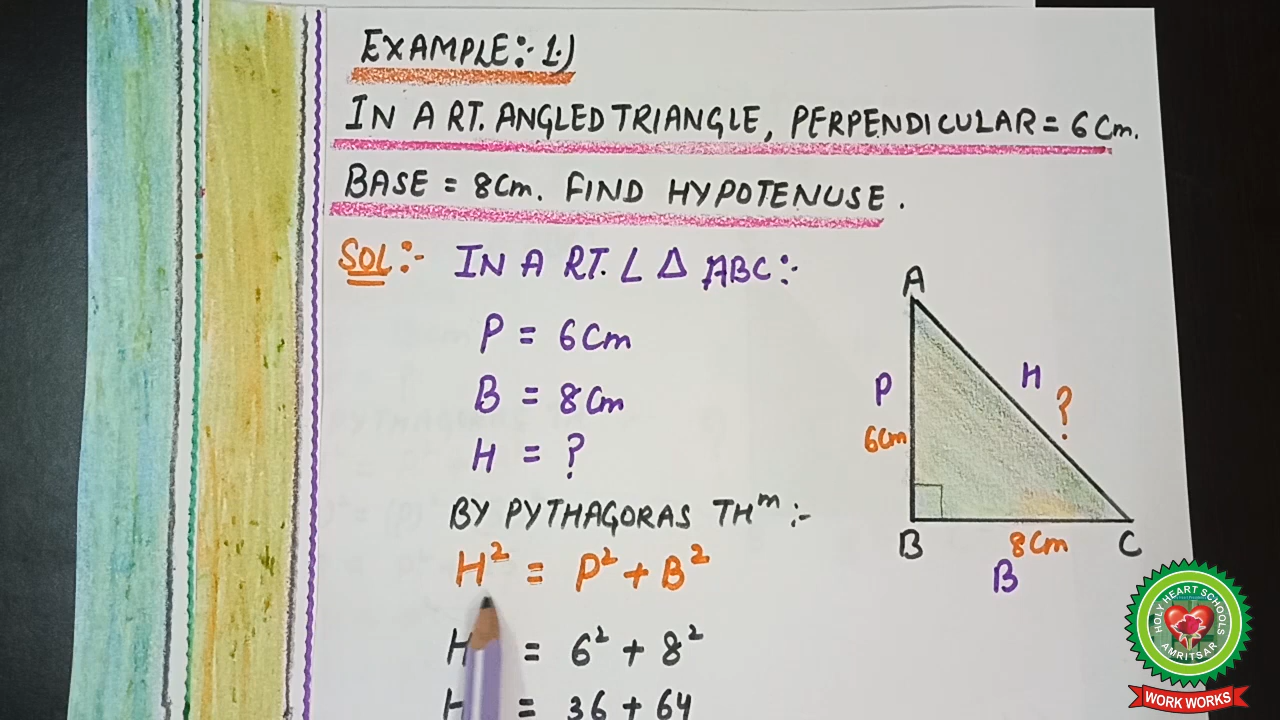 EXAMPLE:- 1.)
IN A RT. ANGLED TRIANGLE, PERPENDICULAR = 6 Cm.
BASE = 8Cm. FIND HYPOTENUSE.
SOL:- IN A RT. ∠ Δ ABC:-
P = 6Cm
B = 8Cm
H = ?
BY PYTHAGORAS THᵐ :-
H² = P² + B²
H = 6² + 8²
H = 36 + 64
A
P
H
?
6Cm
B
8Cm
C
B
HOLY HEART SCHOOLS
AMRITSAR
WORK WORKS